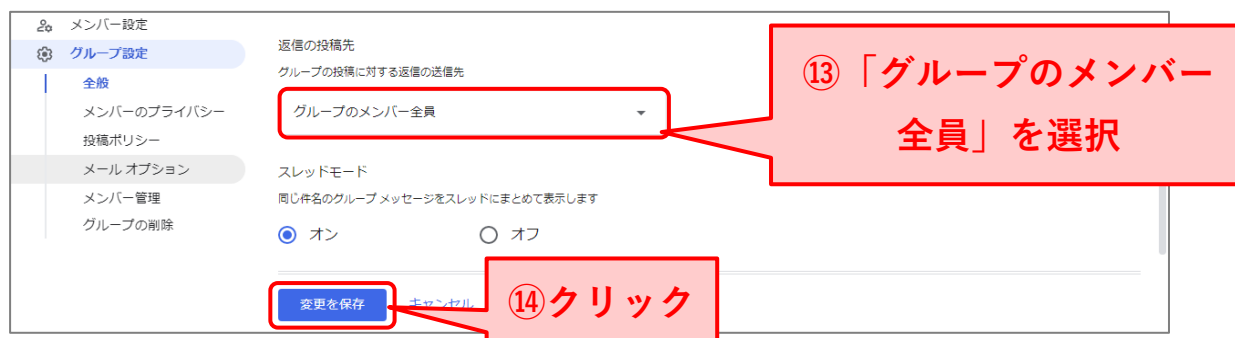 メンバー設定
グループ設定
全般
メンバーのプライバシー
投稿ポリシー
メール オプション
メンバー管理
グループの削除
返信の投稿先
グループの投稿に対する返信の送信先
グループのメンバー全員
スレッドモード
同じ件名のグループ メッセージをスレッドにまとめて表示します
オン
オフ
変更を保存
キャンセル
⑬「グループのメンバー
全員」を選択
⑭クリック